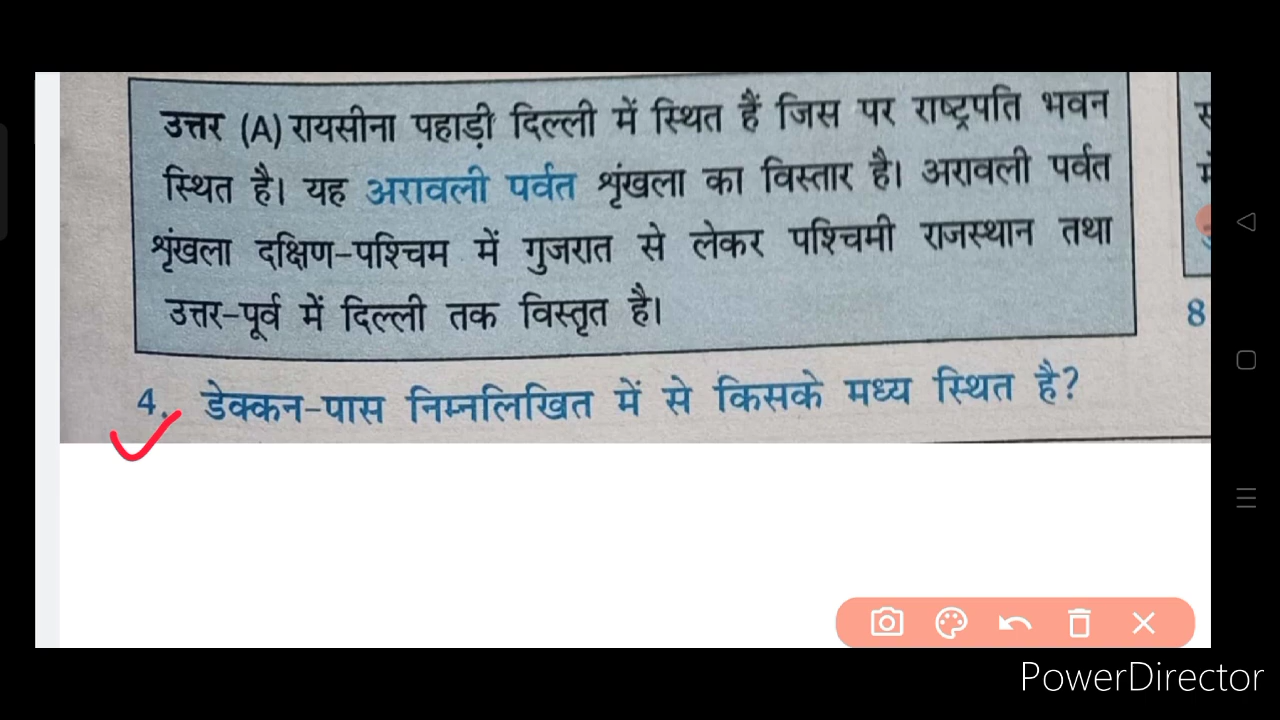 उत्तर (A) रायसीना पहाड़ी दिल्ली में स्थित हैं जिस पर राष्ट्रपति भवन
स्थित है। यह अरावली पर्वत शृंखला का विस्तार है। अरावली पर्वत
शृंखला दक्षिण-पश्चिम में गुजरात से लेकर पश्चिमी राजस्थान तथा
उत्तर-पूर्व में दिल्ली तक विस्तृत है।
4. डेक्कन-पास निम्नलिखित में से किसके मध्य स्थित है?
8
PowerDirector